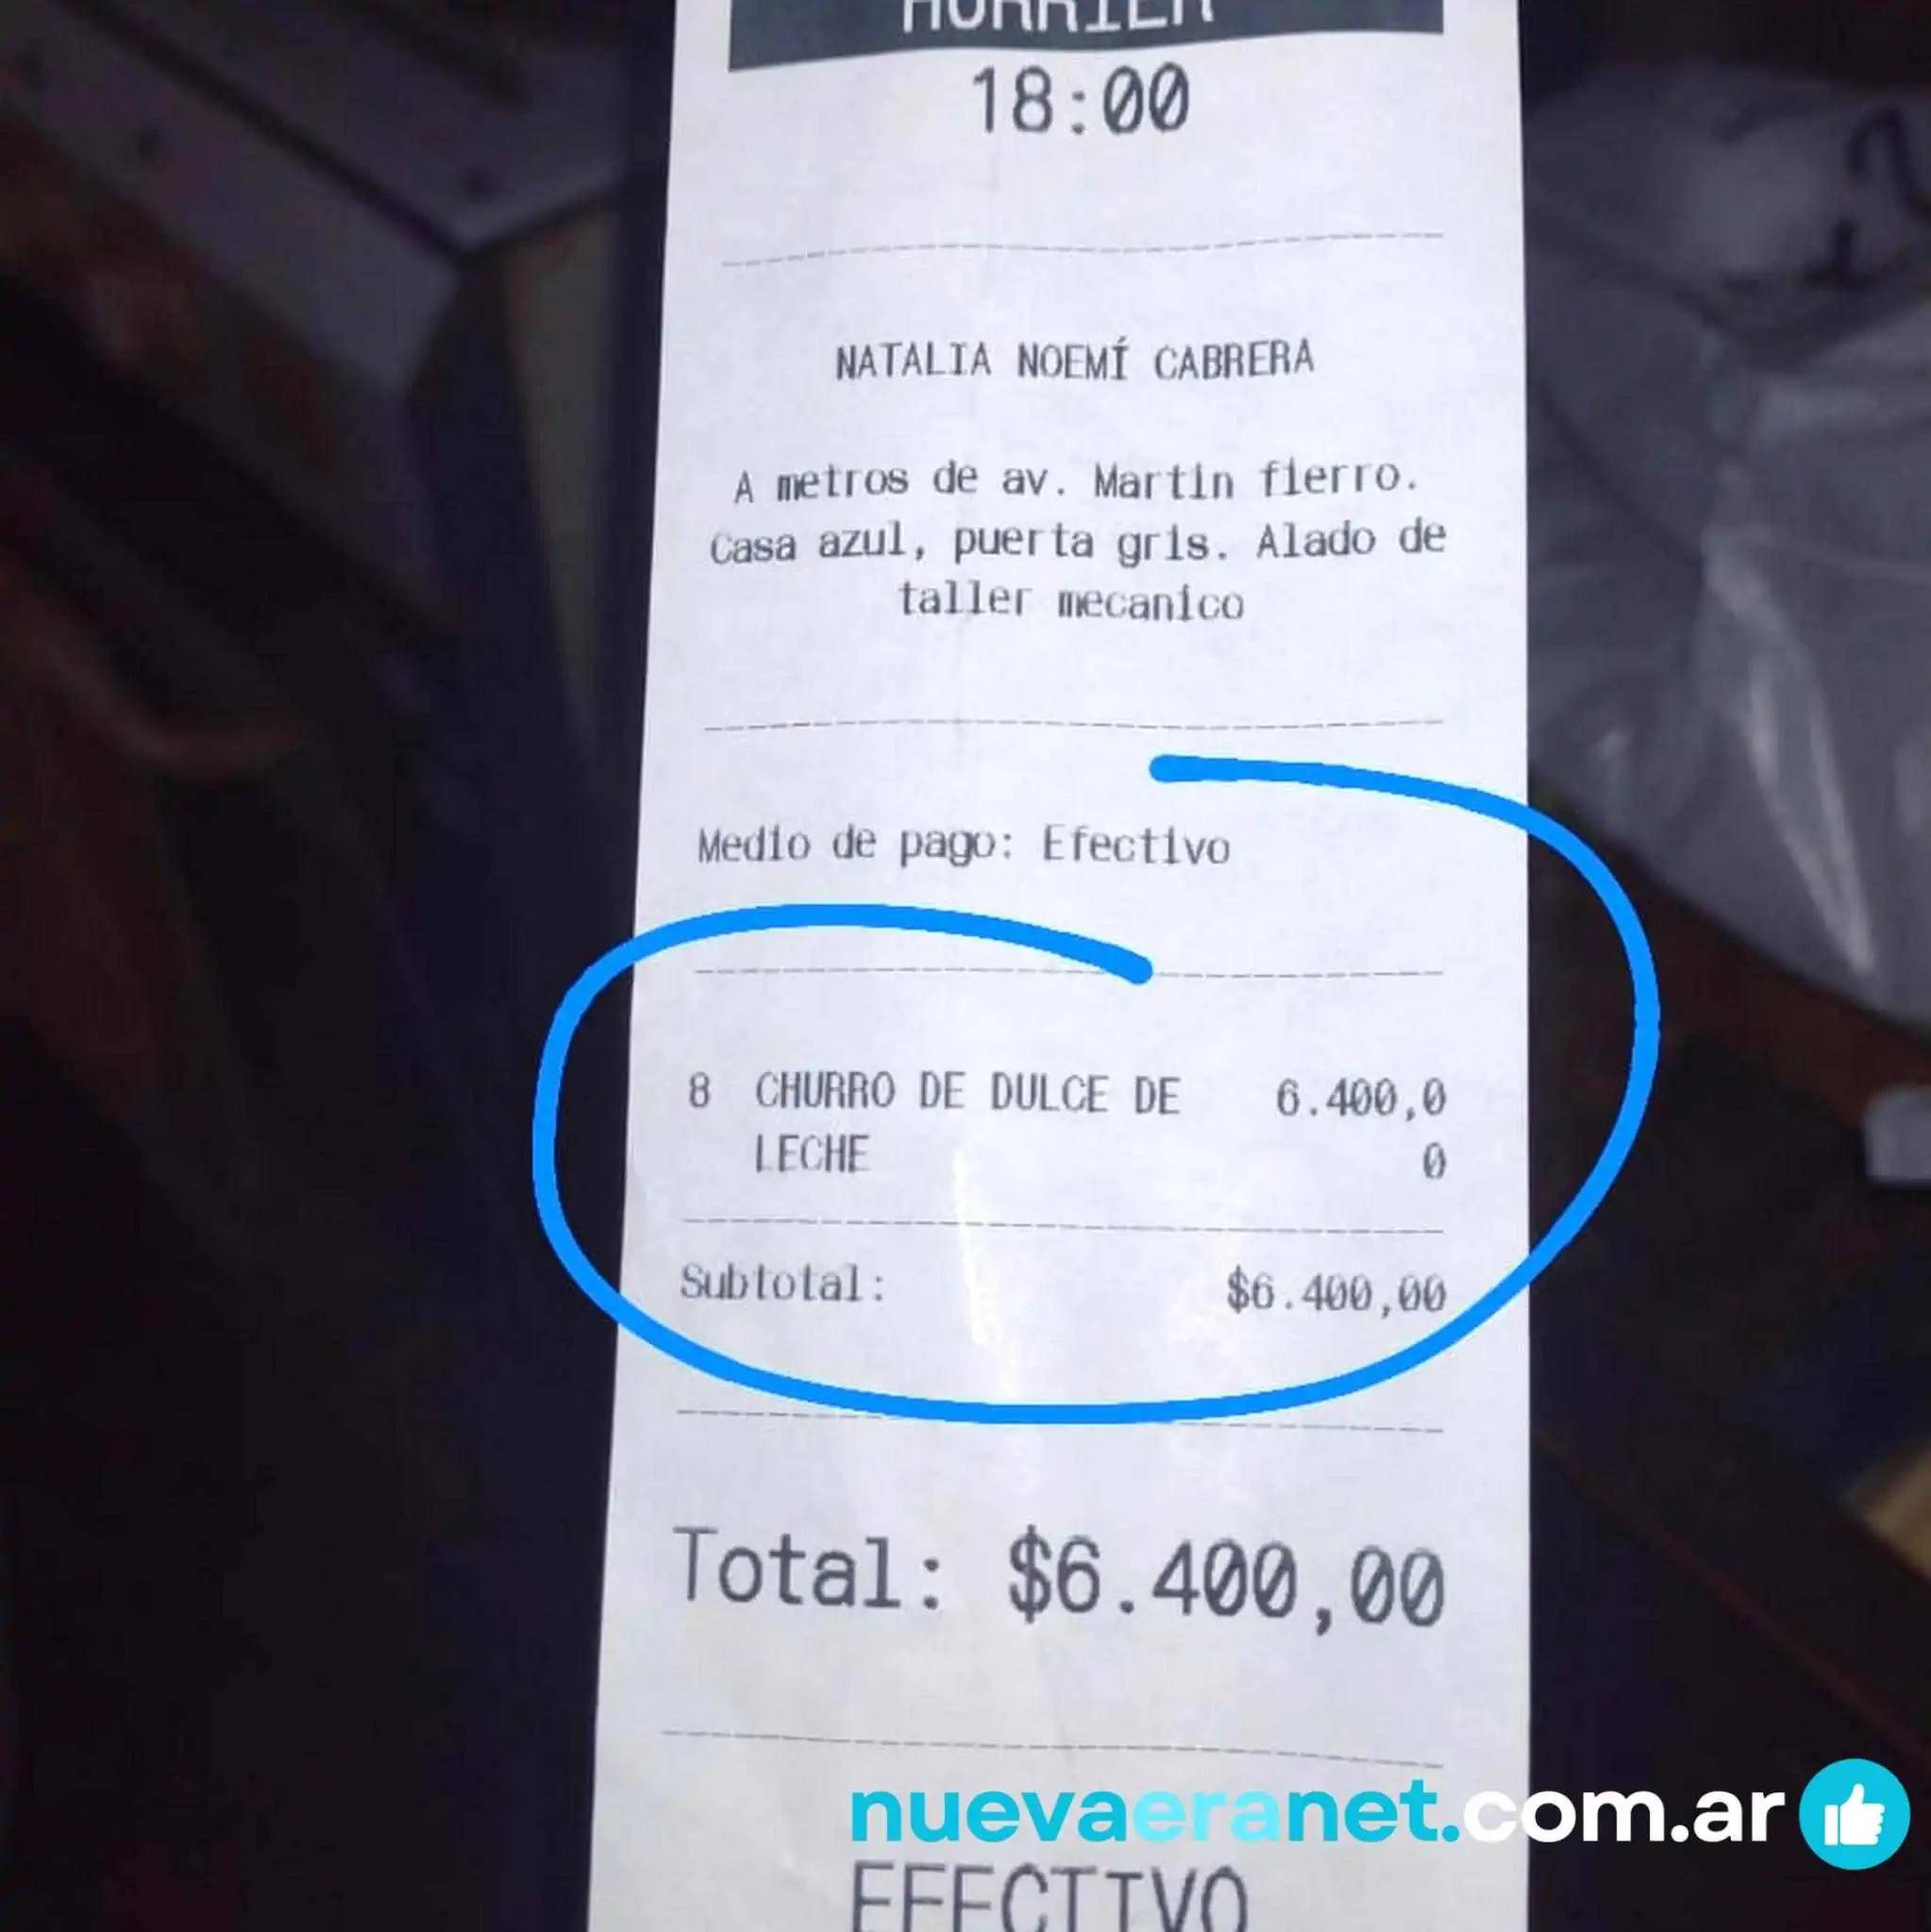 HURRIER
18:00
NATALIA NOEMÍ CABRERA
A metros de av. Martin fierro.
Casa azul, puerta gris. Alado de
taller mecanico
Medio de pago: Efectivo
8 CHURRO DE DULCE DE 6.400,0
LECHE 0
Subtotal: $6.400,00
Total: $6.400,00
nuevaeranet.com.ar
EFECTIVO